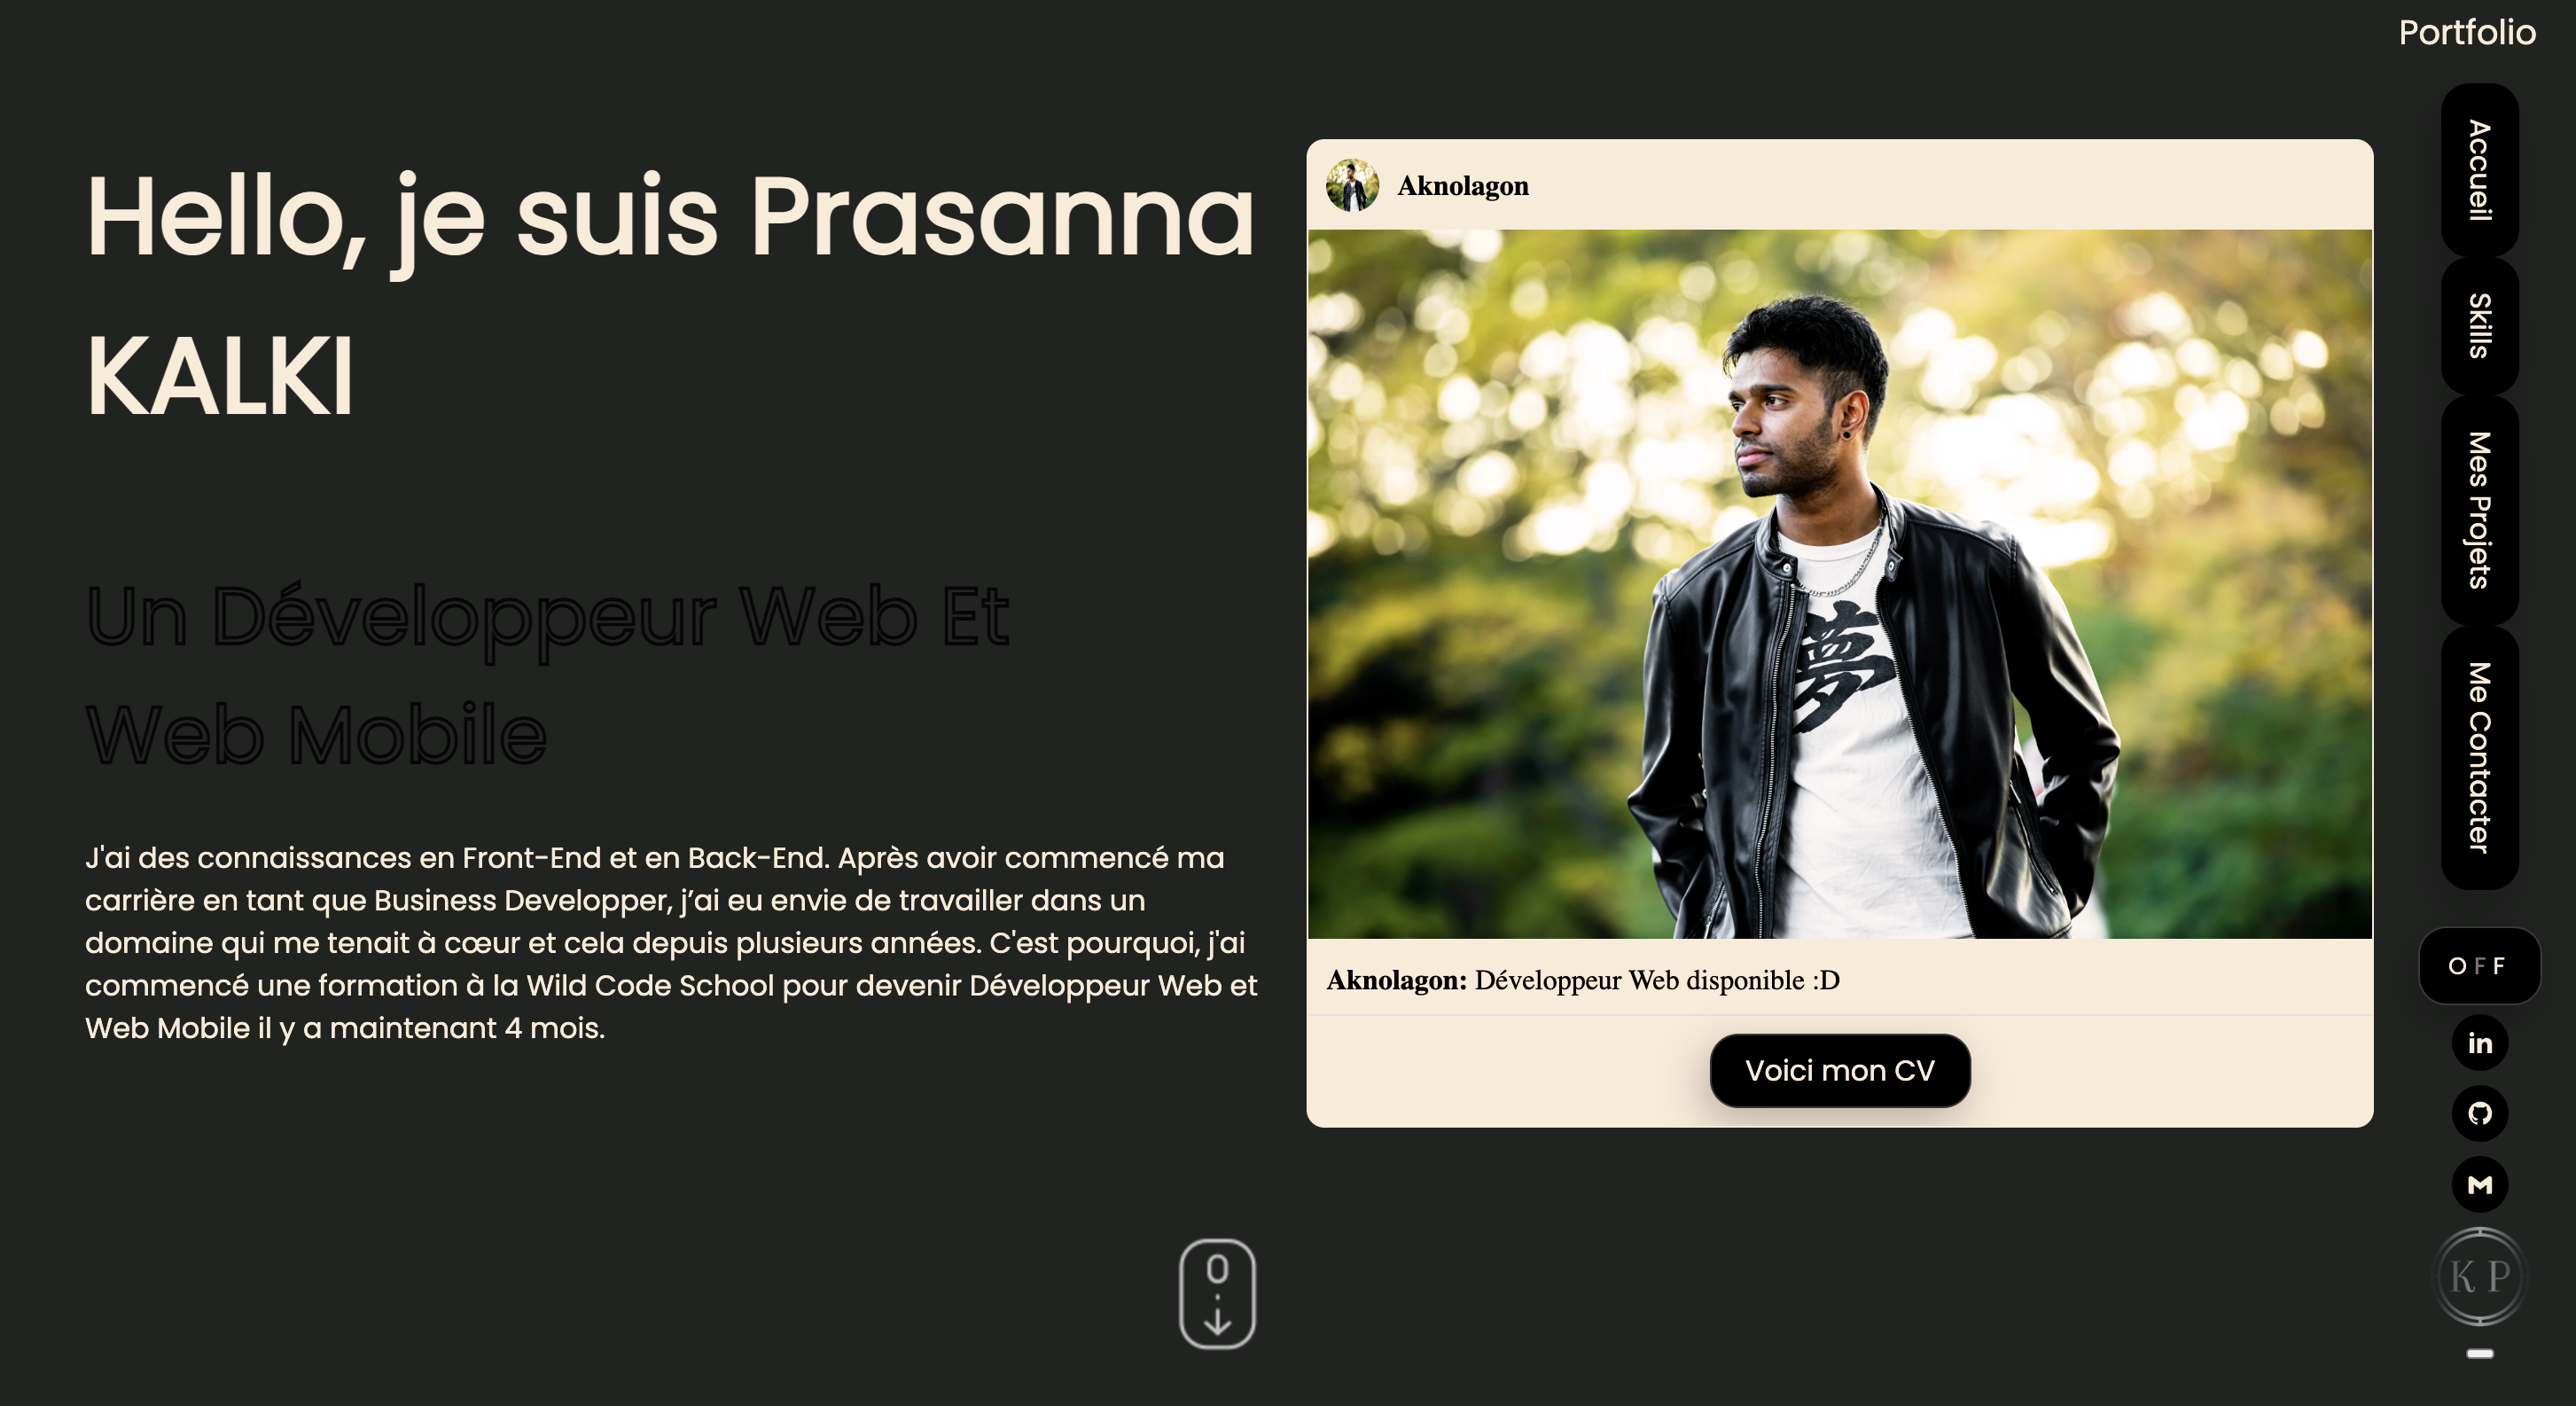 Portfolio
Hello, je suis Prasanna
KALKI
Un Développeur Web Et
Web Mobile
J'ai des connaissances en Front-End et en Back-End. Après avoir commencé ma
carrière en tant que Business Developper, j’ai eu envie de travailler dans un
domaine qui me tenait à cœur et cela depuis plusieurs années. C'est pourquoi, j'ai
commencé une formation à la Wild Code School pour devenir Développeur Web et
Web Mobile il y a maintenant 4 mois.
Aknolagon
夢
Aknolagon: Développeur Web disponible :D
Voici mon CV
Accueil
Skills
Mes Projets
Me Contacter
OFF
in
K P